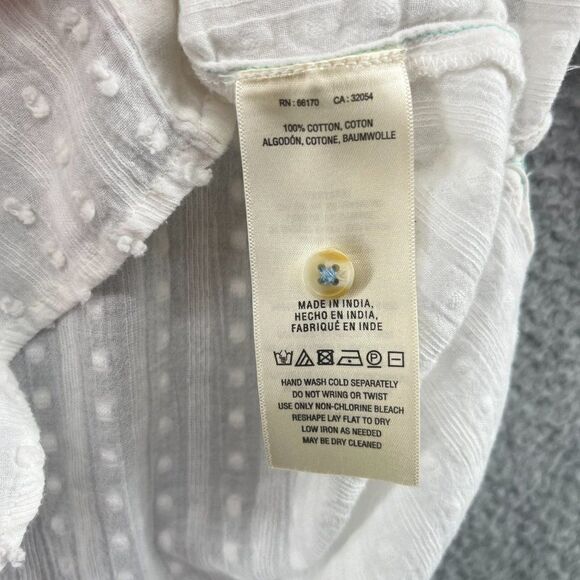 RN : 66170 CA : 32054
100% COTTON, COTON
ALGODÓN, COTONE, BAUMWOLLE
MADE IN INDIA,
HECHO EN INDIA,
FABRIQUÉ EN INDE
HAND WASH COLD SEPARATELY
DO NOT WRING OR TWIST
USE ONLY NON-CHLORINE BLEACH
RESHAPE LAY FLAT TO DRY
LOW IRON AS NEEDED
MAY BE DRY CLEANED